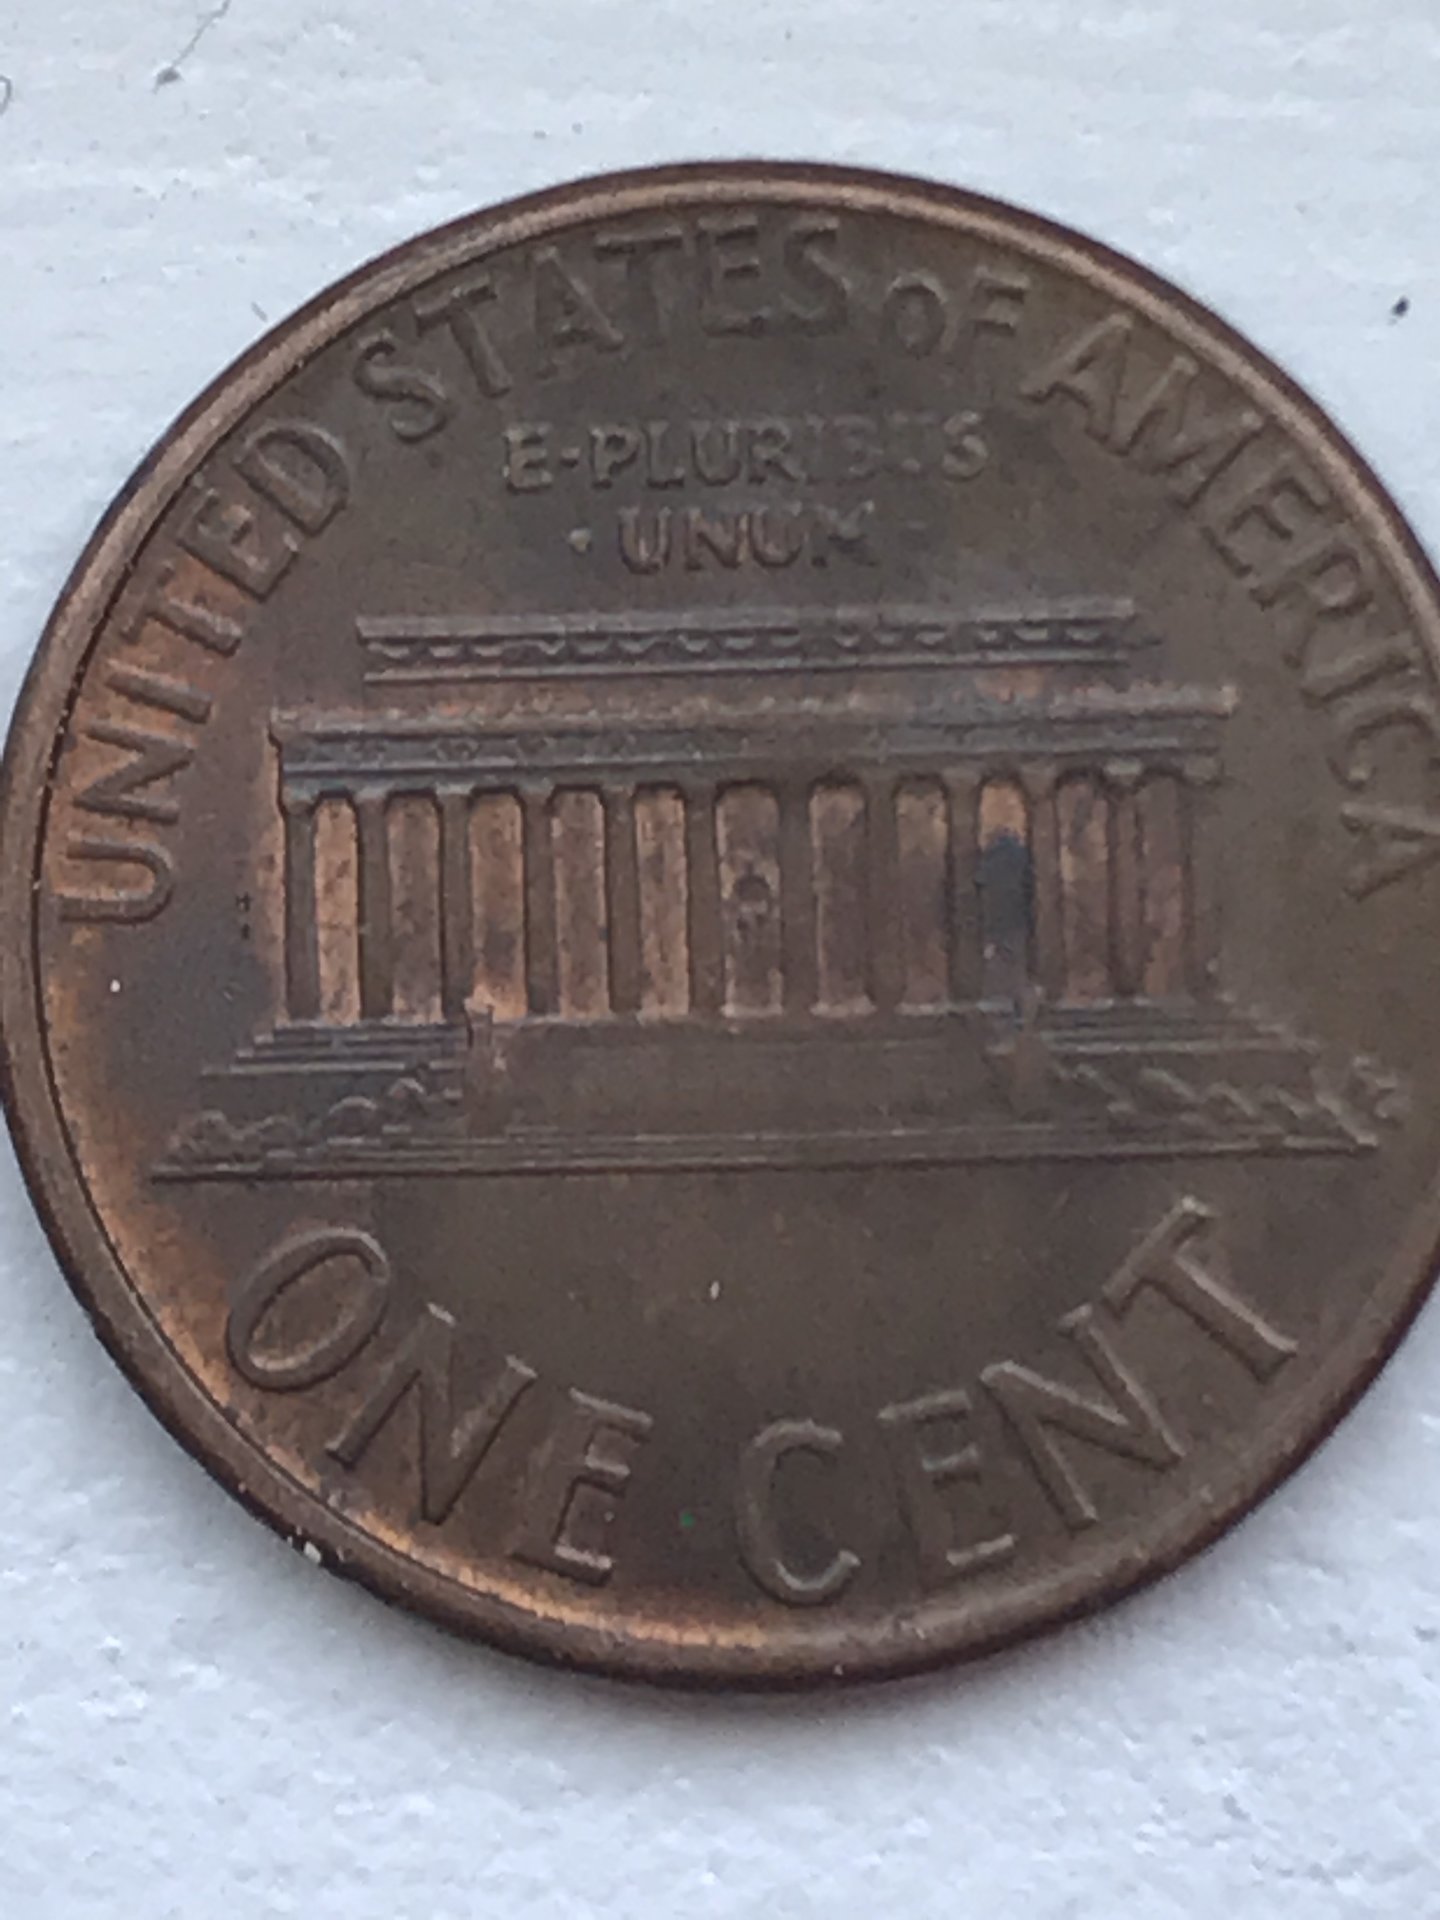 UNITED STATES OF AMERICA
E·PLURIBUS
·UNUM·
ONE CENT